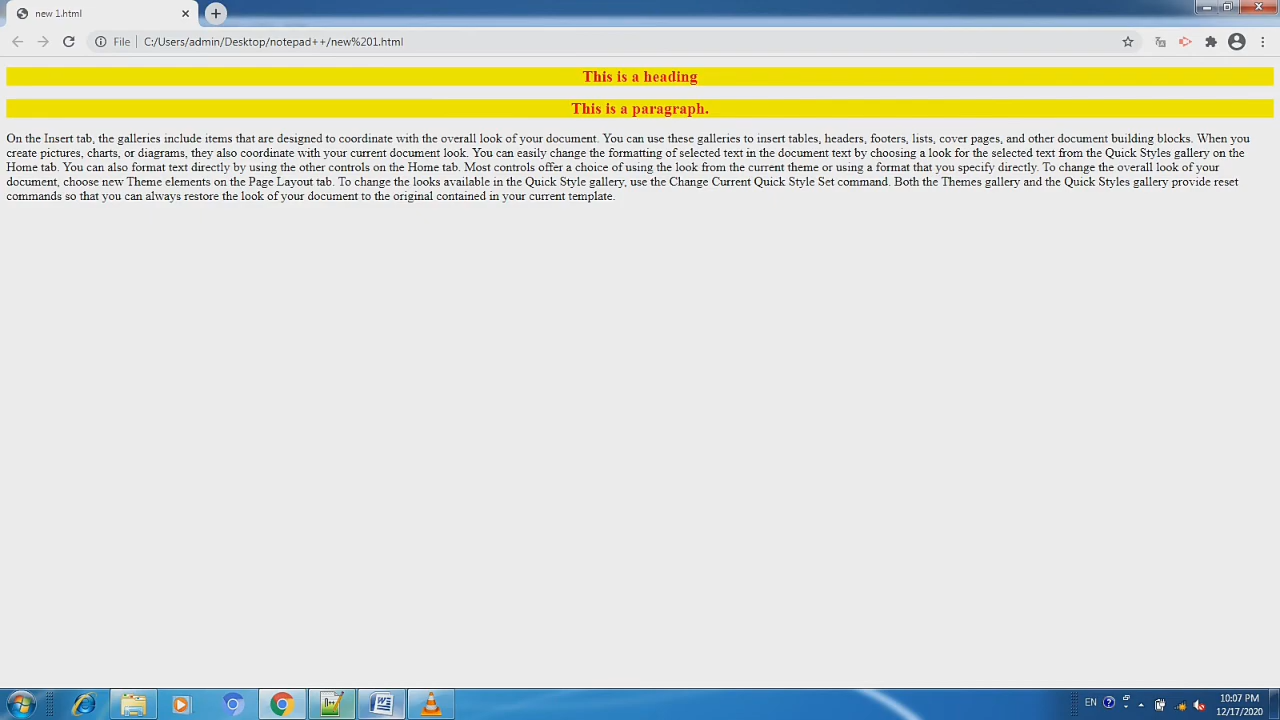 new 1.html
File
C:/Users/admin/Desktop/notepad++/new%201.html
This is a heading
This is a paragraph.
On the Insert tab, the galleries include items that are designed to coordinate with the overall look of your document. You can use these galleries to insert tables, headers, footers, lists, cover pages, and other document building blocks. When you
create pictures, charts, or diagrams, they also coordinate with your current document look. You can easily change the formatting of selected text in the document text by choosing a look for the selected text from the Quick Styles gallery on the
Home tab. You can also format text directly by using the other controls on the Home tab. Most controls offer a choice of using the look from the current theme or using a format that you specify directly. To change the overall look of your
document, choose new Theme elements on the Page Layout tab. To change the looks available in the Quick Style gallery, use the Change Current Quick Style Set command. Both the Themes gallery and the Quick Styles gallery provide reset
commands so that you can always restore the look of your document to the original contained in your current template.
EN
10:07 PM
12/17/2020